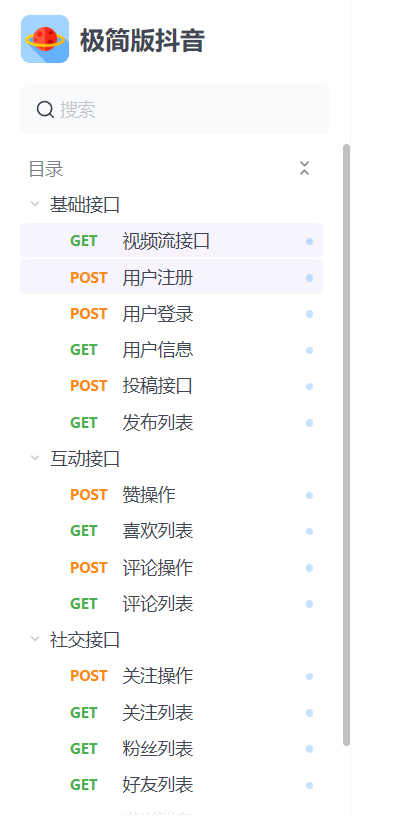 极简版抖音
搜索
目录
基础接口
GET 视频流接口
POST 用户注册
POST 用户登录
GET 用户信息
POST 投稿接口
GET 发布列表
互动接口
POST 赞操作
GET 喜欢列表
POST 评论操作
GET 评论列表
社交接口
POST 关注操作
GET 关注列表
GET 粉丝列表
GET 好友列表